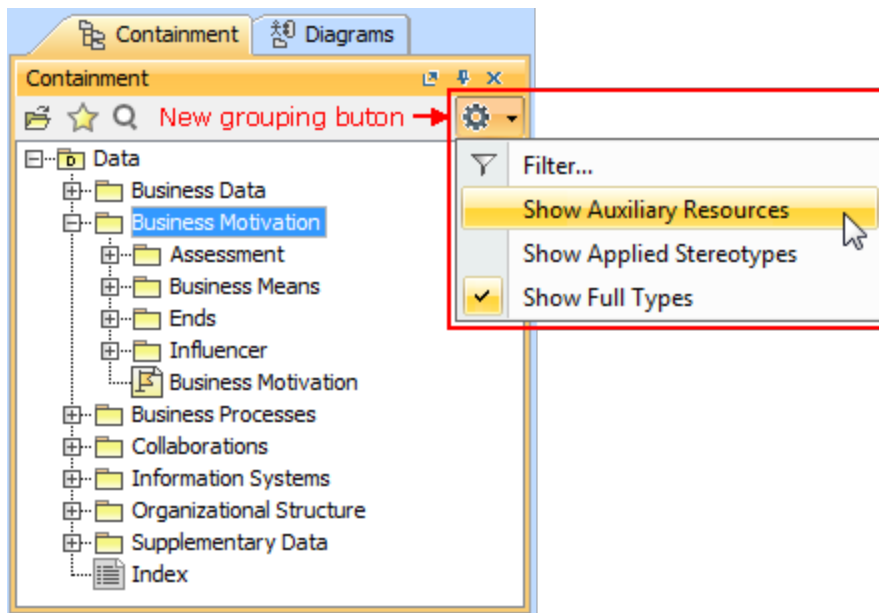 Containment
Diagrams
Containment
New grouping buton
Filter...
Show Auxiliary Resources
Show Applied Stereotypes
Show Full Types
D Data
Business Data
Business Motivation
Assessment
Business Means
Ends
Influencer
Business Motivation
Business Processes
Collaborations
Information Systems
Organizational Structure
Supplementary Data
Index